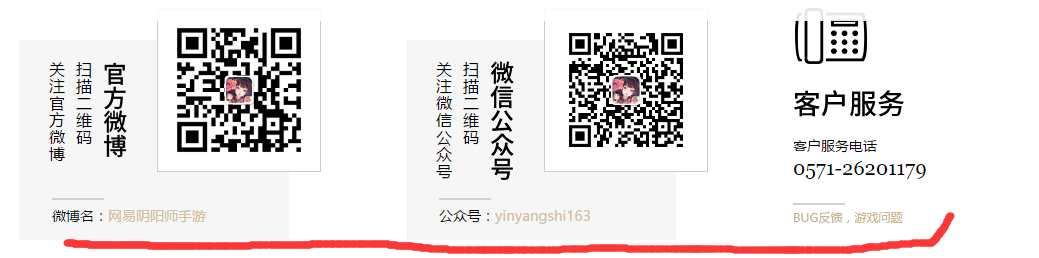 官方微博
扫描二维码
关注官方微博
微博名：网易阴阳师手游
微信公众号
扫描二维码
关注微信公众号
公众号：yinyangshi163
客户服务
客户服务电话
0571-26201179
BUG反馈，游戏问题